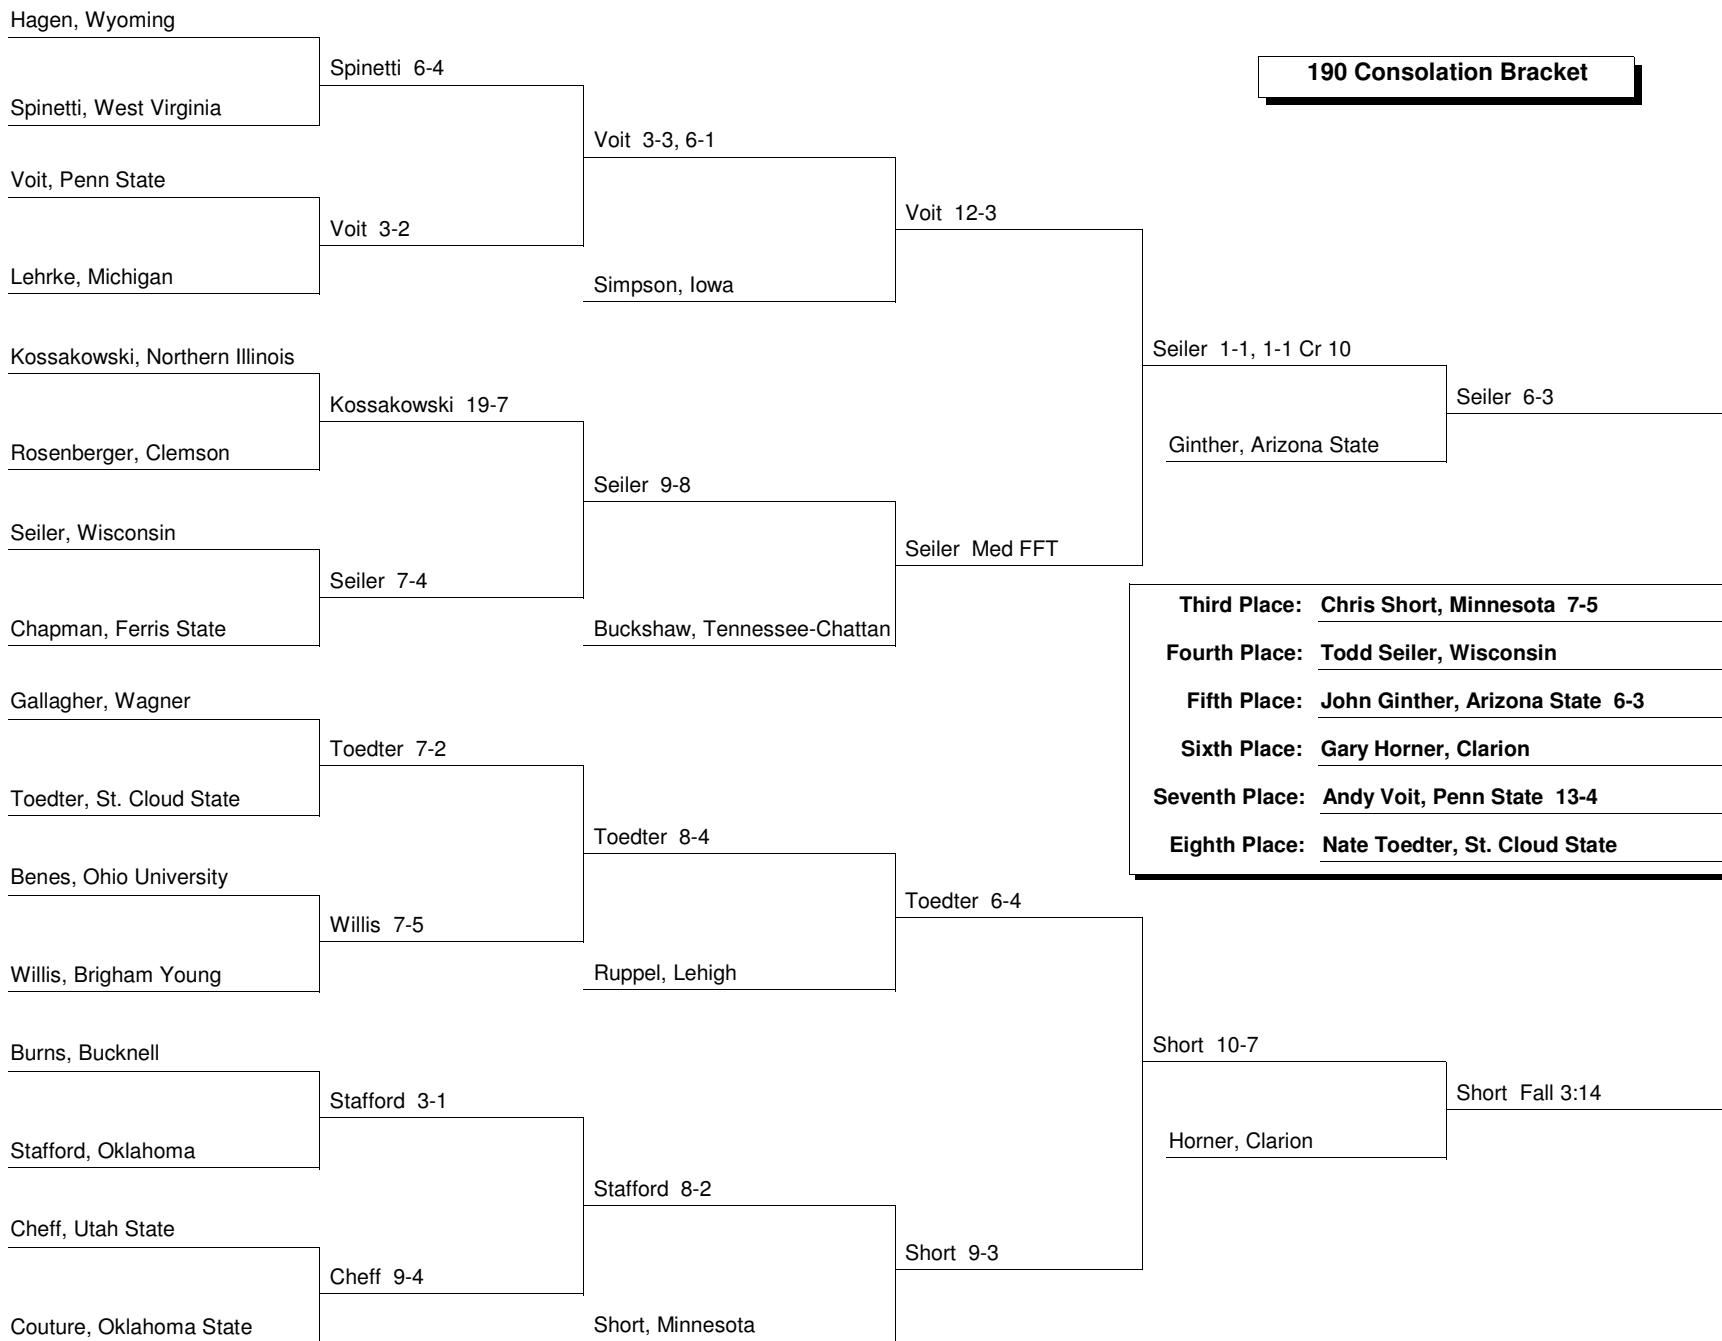 190 Consolation Bracket
Hagen, Wyoming
Spinetti, West Virginia
Voit, Penn State
Lehrke, Michigan
Kossakowski, Northern Illinois
Rosenberger, Clemson
Seiler, Wisconsin
Chapman, Ferris State
Gallagher, Wagner
Toedter, St. Cloud State
Benes, Ohio University
Willis, Brigham Young
Burns, Bucknell
Stafford, Oklahoma
Cheff, Utah State
Couture, Oklahoma State
Spinetti 6-4
Voit 3-2
Kossakowski 19-7
Seiler 7-4
Toedter 7-2
Willis 7-5
Stafford 3-1
Cheff 9-4
Voit 3-3, 6-1
Simpson, Iowa
Seiler 9-8
Buckshaw, Tennessee-Chattan
Toedter 8-4
Ruppel, Lehigh
Stafford 8-2
Short, Minnesota
Voit 12-3
Seiler Med FFT
Toedter 6-4
Short 9-3
Seiler 1-1, 1-1 Cr 10
Ginther, Arizona State
Short 10-7
Horner, Clarion
Seiler 6-3
Short Fall 3:14
Third Place: Chris Short, Minnesota 7-5
Fourth Place: Todd Seiler, Wisconsin
Fifth Place: John Ginther, Arizona State 6-3
Sixth Place: Gary Horner, Clarion
Seventh Place: Andy Voit, Penn State 13-4
Eighth Place: Nate Toedter, St. Cloud State